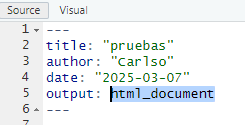 Source Visual
1 ---
2 title: "pruebas"
3 author: "Carlso"
4 date: "2025-03-07"
5 output: html_document
6 ---